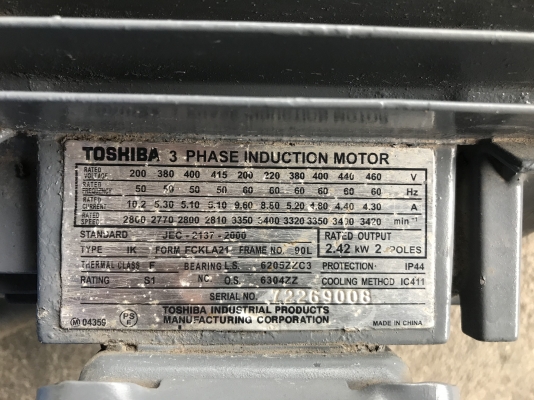 TOSHIBA 3 PHASE INDUCTION MOTOR
RATED VOLTAGE 200 380 400 415 200 220 380 400 440 460 V
RATED FREQUENCY 50 50 50 50 60 60 60 60 60 60 Hz
RATED CURRENT 10.2 5.30 5.10 5.10 9.60 8.80 5.20 4.80 4.40 4.30 A
RATED SPEED 2800 2770 2800 2810 3350 3400 3320 3350 3400 3420 min⁻¹
STANDARD JEC-2137-2000 RATED OUTPUT
TYPE IK FORM FCKLA21 FRAME NO. 90L 2.42 kW 2 POLES
THERMAL CLASS F BEARING L.S. 6205ZZC3 PROTECTION IP44
RATING S1 NO. O.S. 6304ZZ COOLING METHOD IC411
SERIAL NO. 72269008
TOSHIBA INDUSTRIAL PRODUCTS
MANUFACTURING CORPORATION
(M) 04359 PS E MADE IN CHINA